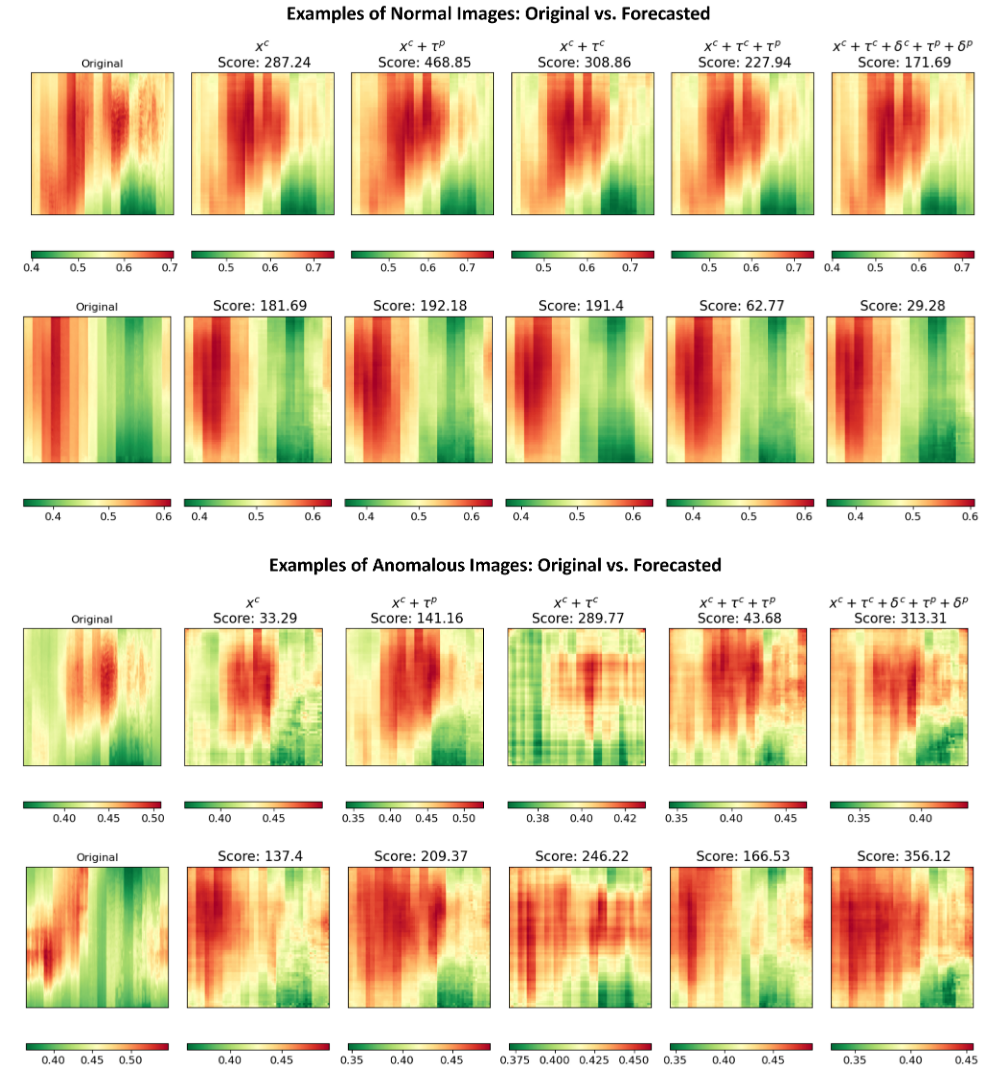 Examples of Normal Images: Original vs. Forecasted
Original
x^c
Score: 287.24
x^c + τ^p
Score: 468.85
x^c + τ^c
Score: 308.86
x^c + τ^c + τ^p
Score: 227.94
x^c + τ^c + δ^c + τ^p + δ^p
Score: 171.69
0.4 0.5 0.6 0.7
0.5 0.6 0.7
0.5 0.6 0.7
0.5 0.6 0.7
0.5 0.6 0.7
0.4 0.5 0.6 0.7
Original
Score: 181.69
Score: 192.18
Score: 191.4
Score: 62.77
Score: 29.28
0.4 0.5 0.6
0.4 0.5 0.6
0.4 0.5 0.6
0.4 0.5 0.6
0.4 0.5 0.6
0.4 0.5 0.6
Examples of Anomalous Images: Original vs. Forecasted
Original
x^c
Score: 33.29
x^c + τ^p
Score: 141.16
x^c + τ^c
Score: 289.77
x^c + τ^c + τ^p
Score: 43.68
x^c + τ^c + δ^c + τ^p + δ^p
Score: 313.31
0.40 0.45 0.50
0.40 0.45
0.35 0.40 0.45 0.50
0.38 0.40 0.42
0.35 0.40 0.45
0.35 0.40
Original
Score: 137.4
Score: 209.37
Score: 246.22
Score: 166.53
Score: 356.12
0.40 0.45 0.50
0.40 0.45
0.35 0.40 0.45
0.375 0.400 0.425 0.450
0.35 0.40 0.45
0.35 0.40 0.45